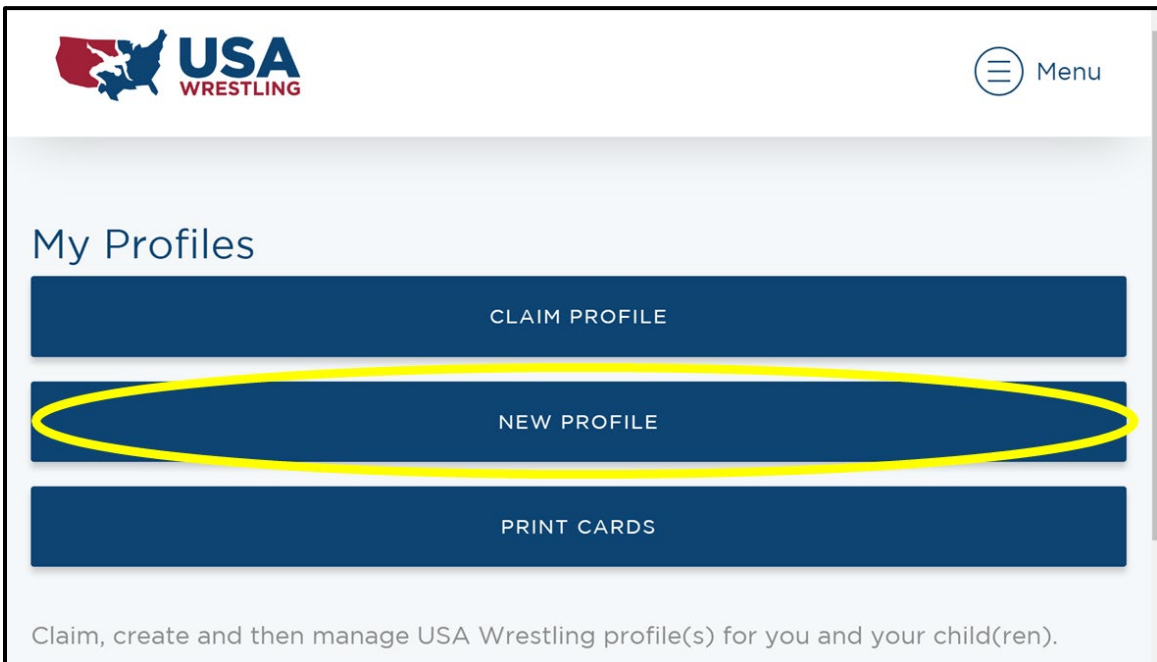 USA
WRESTLING
Menu
My Profiles
CLAIM PROFILE
NEW PROFILE
PRINT CARDS
Claim, create and then manage USA Wrestling profile(s) for you and your child(ren).